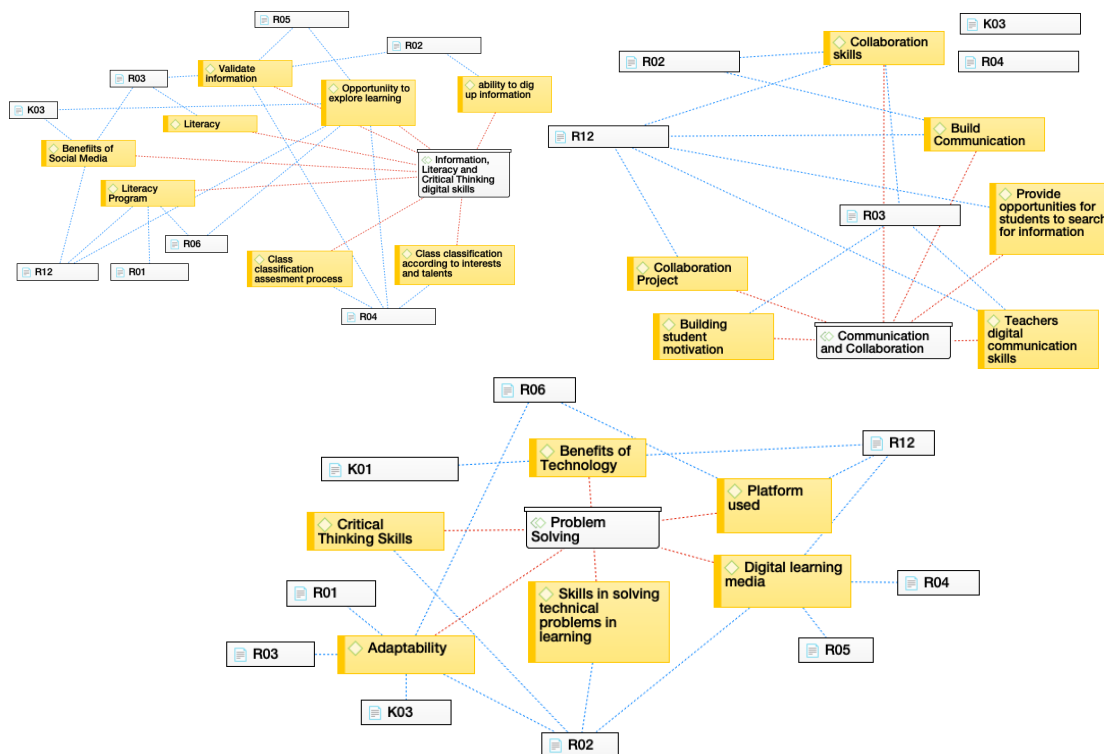 R05
R02
R03
Validate
information
Opportuniity to
explore learning
ability to dig
up information
K03
Literacy
Benefiits of
Social Media
Information,
Literacy and
Critical Thinking
digital skills
Literacy
Program
R06
R12
R01
Class
classification
assesment process
Class classification
according to interests
and talents
R04
K03
Collaboration
skills
R02
R04
R12
Build
Communication
Provide
opportunities for
students to search
for information
R03
Collaboration
Project
Building
student
motivation
Communication
and Collaboration
Teachers
digital
communication
skills
R06
Benefits of
Technology
R12
K01
Platform
used
Critical
Thinking Skills
Problem
Solving
Digital learning
media
R04
R01
Skills in solving
technical
problems in
learning
Adaptability
R03
R05
K03
R02